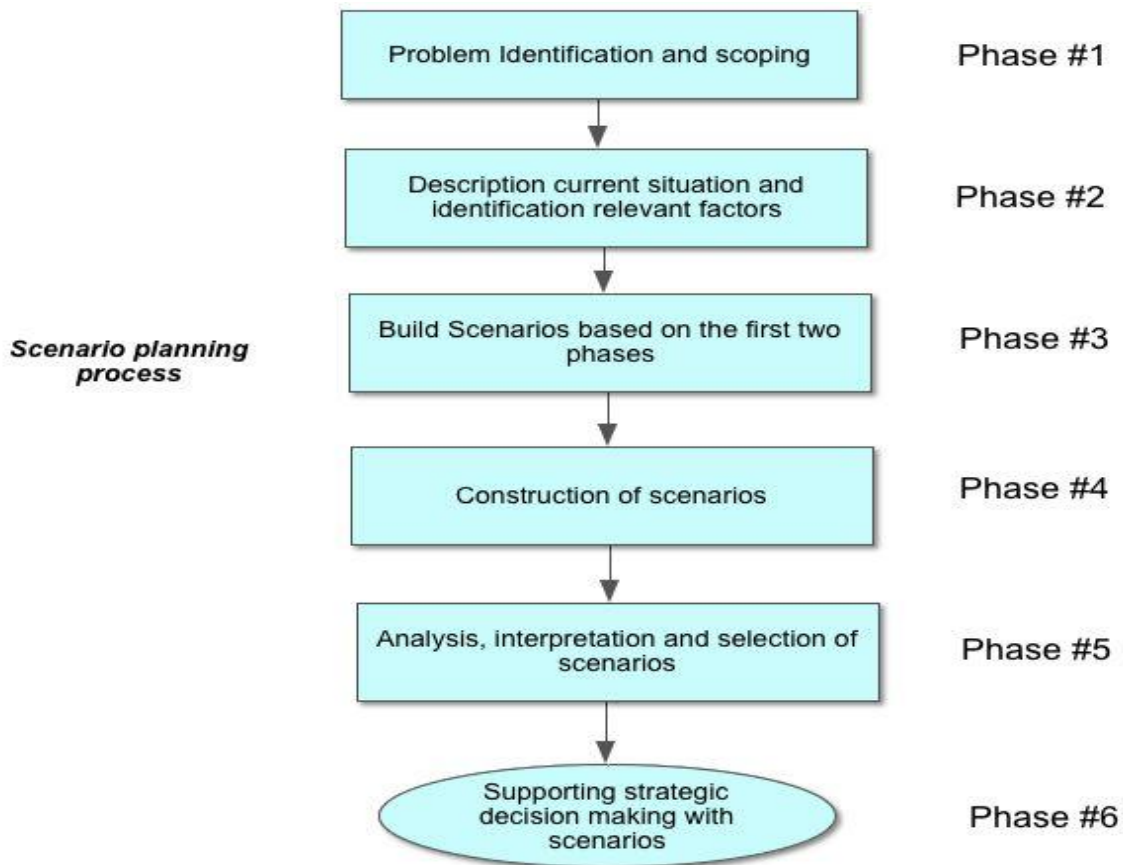 Problem Identification and scoping
Phase #1
Description current situation and
identification relevant factors
Phase #2
Build Scenarios based on the first two
phases
Phase #3
Scenario planning
process
Construction of scenarios
Phase #4
Analysis, interpretation and selection of
scenarios
Phase #5
Supporting strategic
decision making with
scenarios
Phase #6